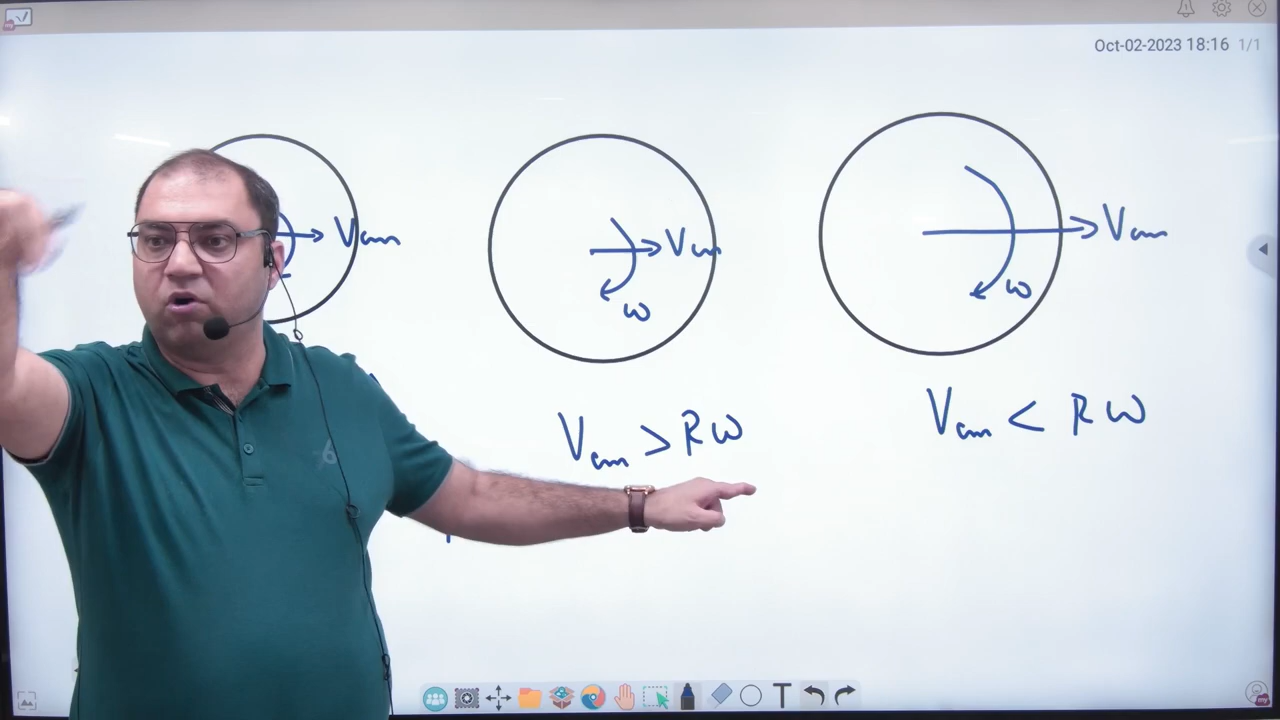 Oct-02-2023 18:16 1/1
Vcm
Vcm
ω
Vcm
ω
Vcm > Rω
Vcm < Rω
T